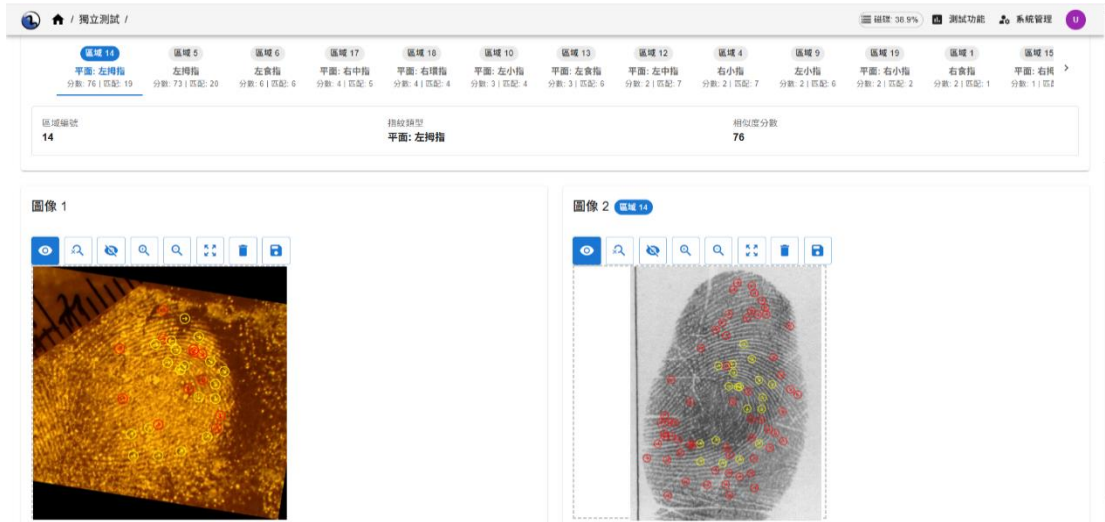 / 獨立測試 /
磁碟: 38.9%
測試功能
系統管理
U
區域 14
平面: 左拇指
分數: 76 | 匹配: 19
區域 5
左拇指
分數: 73 | 匹配: 20
區域 6
左食指
分數: 6 | 匹配: 6
區域 17
平面: 右中指
分數: 4 | 匹配: 5
區域 18
平面: 右環指
分數: 4 | 匹配: 4
區域 10
平面: 左小指
分數: 3 | 匹配: 4
區域 13
平面: 左食指
分數: 3 | 匹配: 6
區域 12
平面: 左中指
分數: 2 | 匹配: 7
區域 4
右小指
分數: 2 | 匹配: 7
區域 9
左小指
分數: 2 | 匹配: 6
區域 19
平面: 右小指
分數: 2 | 匹配: 2
區域 1
右食指
分數: 2 | 匹配: 1
區域 15
平面: 右拇
分數: 1 | 匹配
區域編號
14
指紋類型
平面: 左拇指
相似度分數
76
圖像 1
圖像 2 區域 14